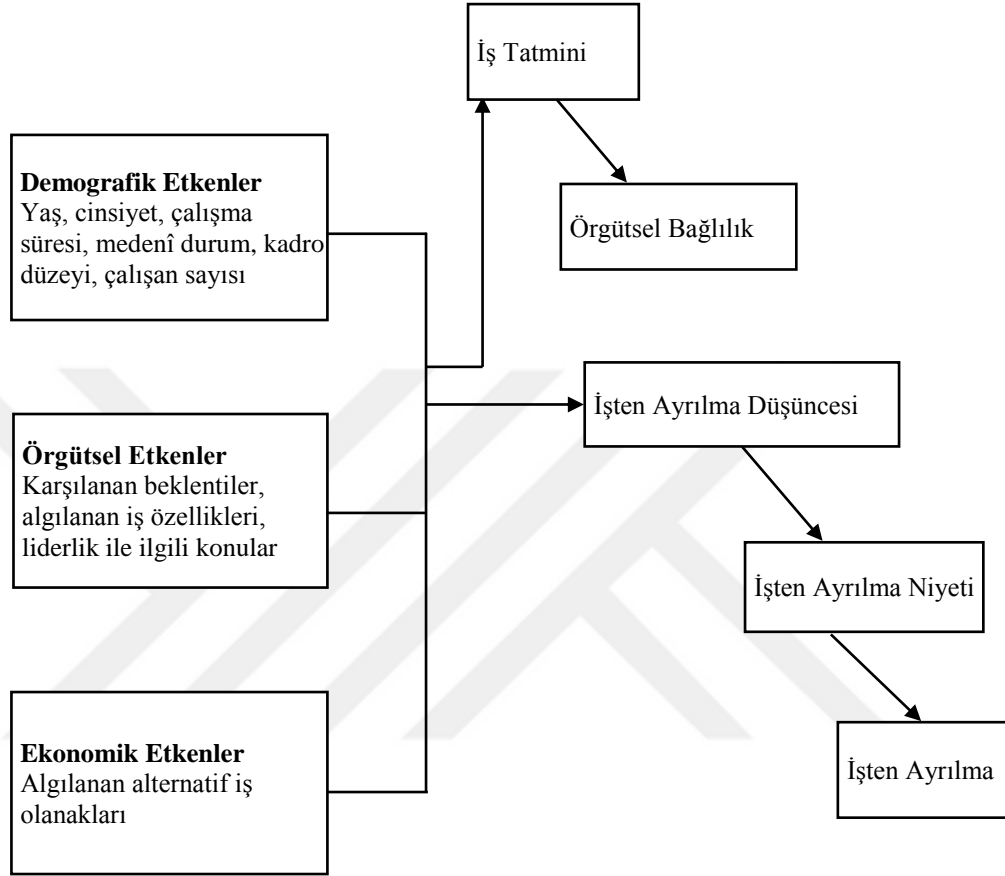 İş Tatmini
Demografik Etkenler
Yaş, cinsiyet, çalışma
süresi, medenî durum, kadro
düzeyi, çalışan sayısı
Örgütsel Bağlılık
İşten Ayrılma Düşüncesi
Örgütsel Etkenler
Karşılanan beklentiler,
algılanan iş özellikleri,
liderlik ile ilgili konular
İşten Ayrılma Niyeti
Ekonomik Etkenler
Algılanan alternatif iş
olanakları
İşten Ayrılma